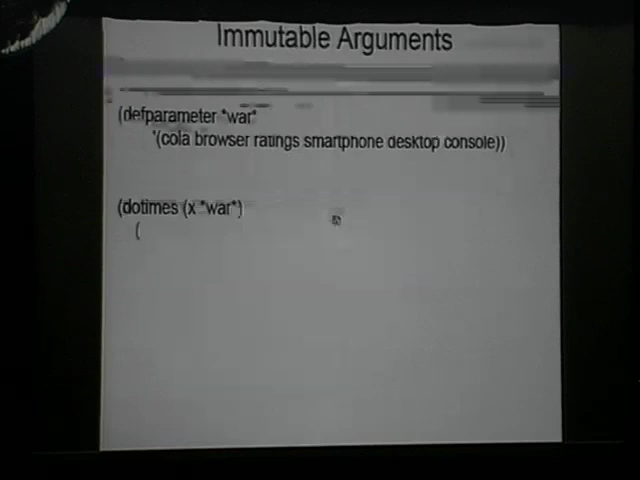 Immutable Arguments
(defparameter *war*
'(cola browser ratings smartphone desktop console))
(dotimes (x *war*)
(